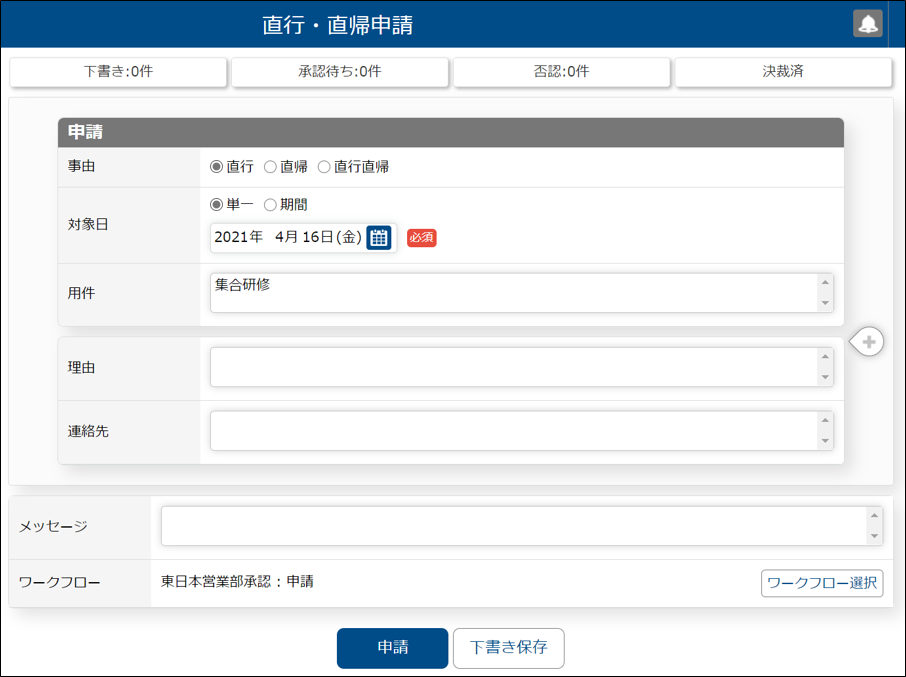 直行・直帰申請
下書き:0件 承認待ち:0件 否認:0件 決裁済
申請
事由 直行 直帰 直行直帰
単一 期間
対象日
2021年 4月16日(金) 必須
集合研修
用件
理由
連絡先
メッセージ
ワークフロー 東日本営業部承認：申請 ワークフロー選択
申請 下書き保存